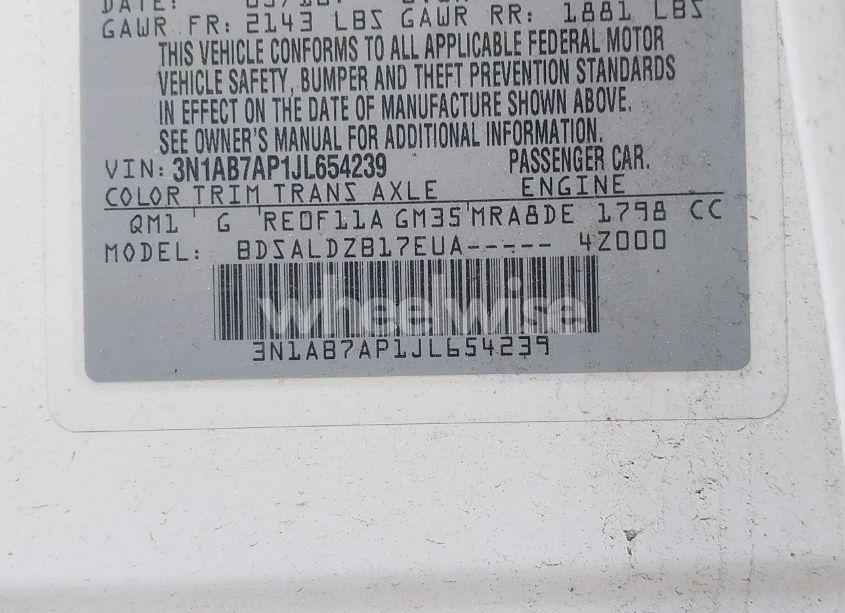 DATE:
GAWR FR: 2143 LBS GAWR RR: 1881 LBS
THIS VEHICLE CONFORMS TO ALL APPLICABLE FEDERAL MOTOR
VEHICLE SAFETY, BUMPER AND THEFT PREVENTION STANDARDS
IN EFFECT ON THE DATE OF MANUFACTURE SHOWN ABOVE.
SEE OWNER'S MANUAL FOR ADDITIONAL INFORMATION.
VIN: 3N1AB7AP1JL654239 PASSENGER CAR.
COLOR TRIM TRANS AXLE ENGINE
QM1 G RE0F11A GM35 MRA8DE 1798 CC
MODEL: BDSALDZB17EUA----- 4Z000
wheelwise
3N1AB7AP1JL654239